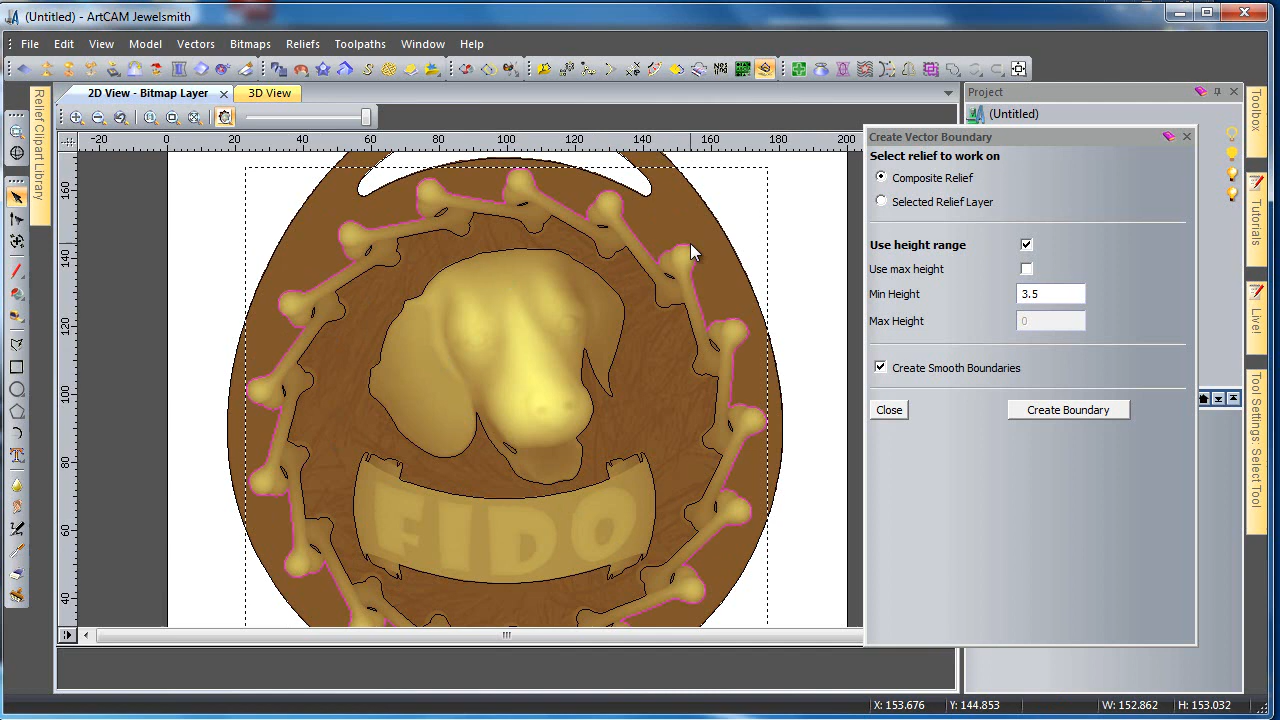 (Untitled) - ArtCAM Jewelsmith
File Edit View Model Vectors Bitmaps Reliefs Toolpaths Window Help
2D View - Bitmap Layer
3D View
Project
(Untitled)
Relief Clipart Library
Toolbox
Tutorials
Live!
Tool Settings: Select Tool
-20 0 20 40 60 80 100 120 140 160 180 200
160
140
120
100
80
60
40
Create Vector Boundary
Select relief to work on
Composite Relief
Selected Relief Layer
Use height range
Use max height
Min Height 3.5
Max Height 0
Create Smooth Boundaries
Close Create Boundary
FIDO
X: 153.676 Y: 144.853 W: 152.862 H: 153.032